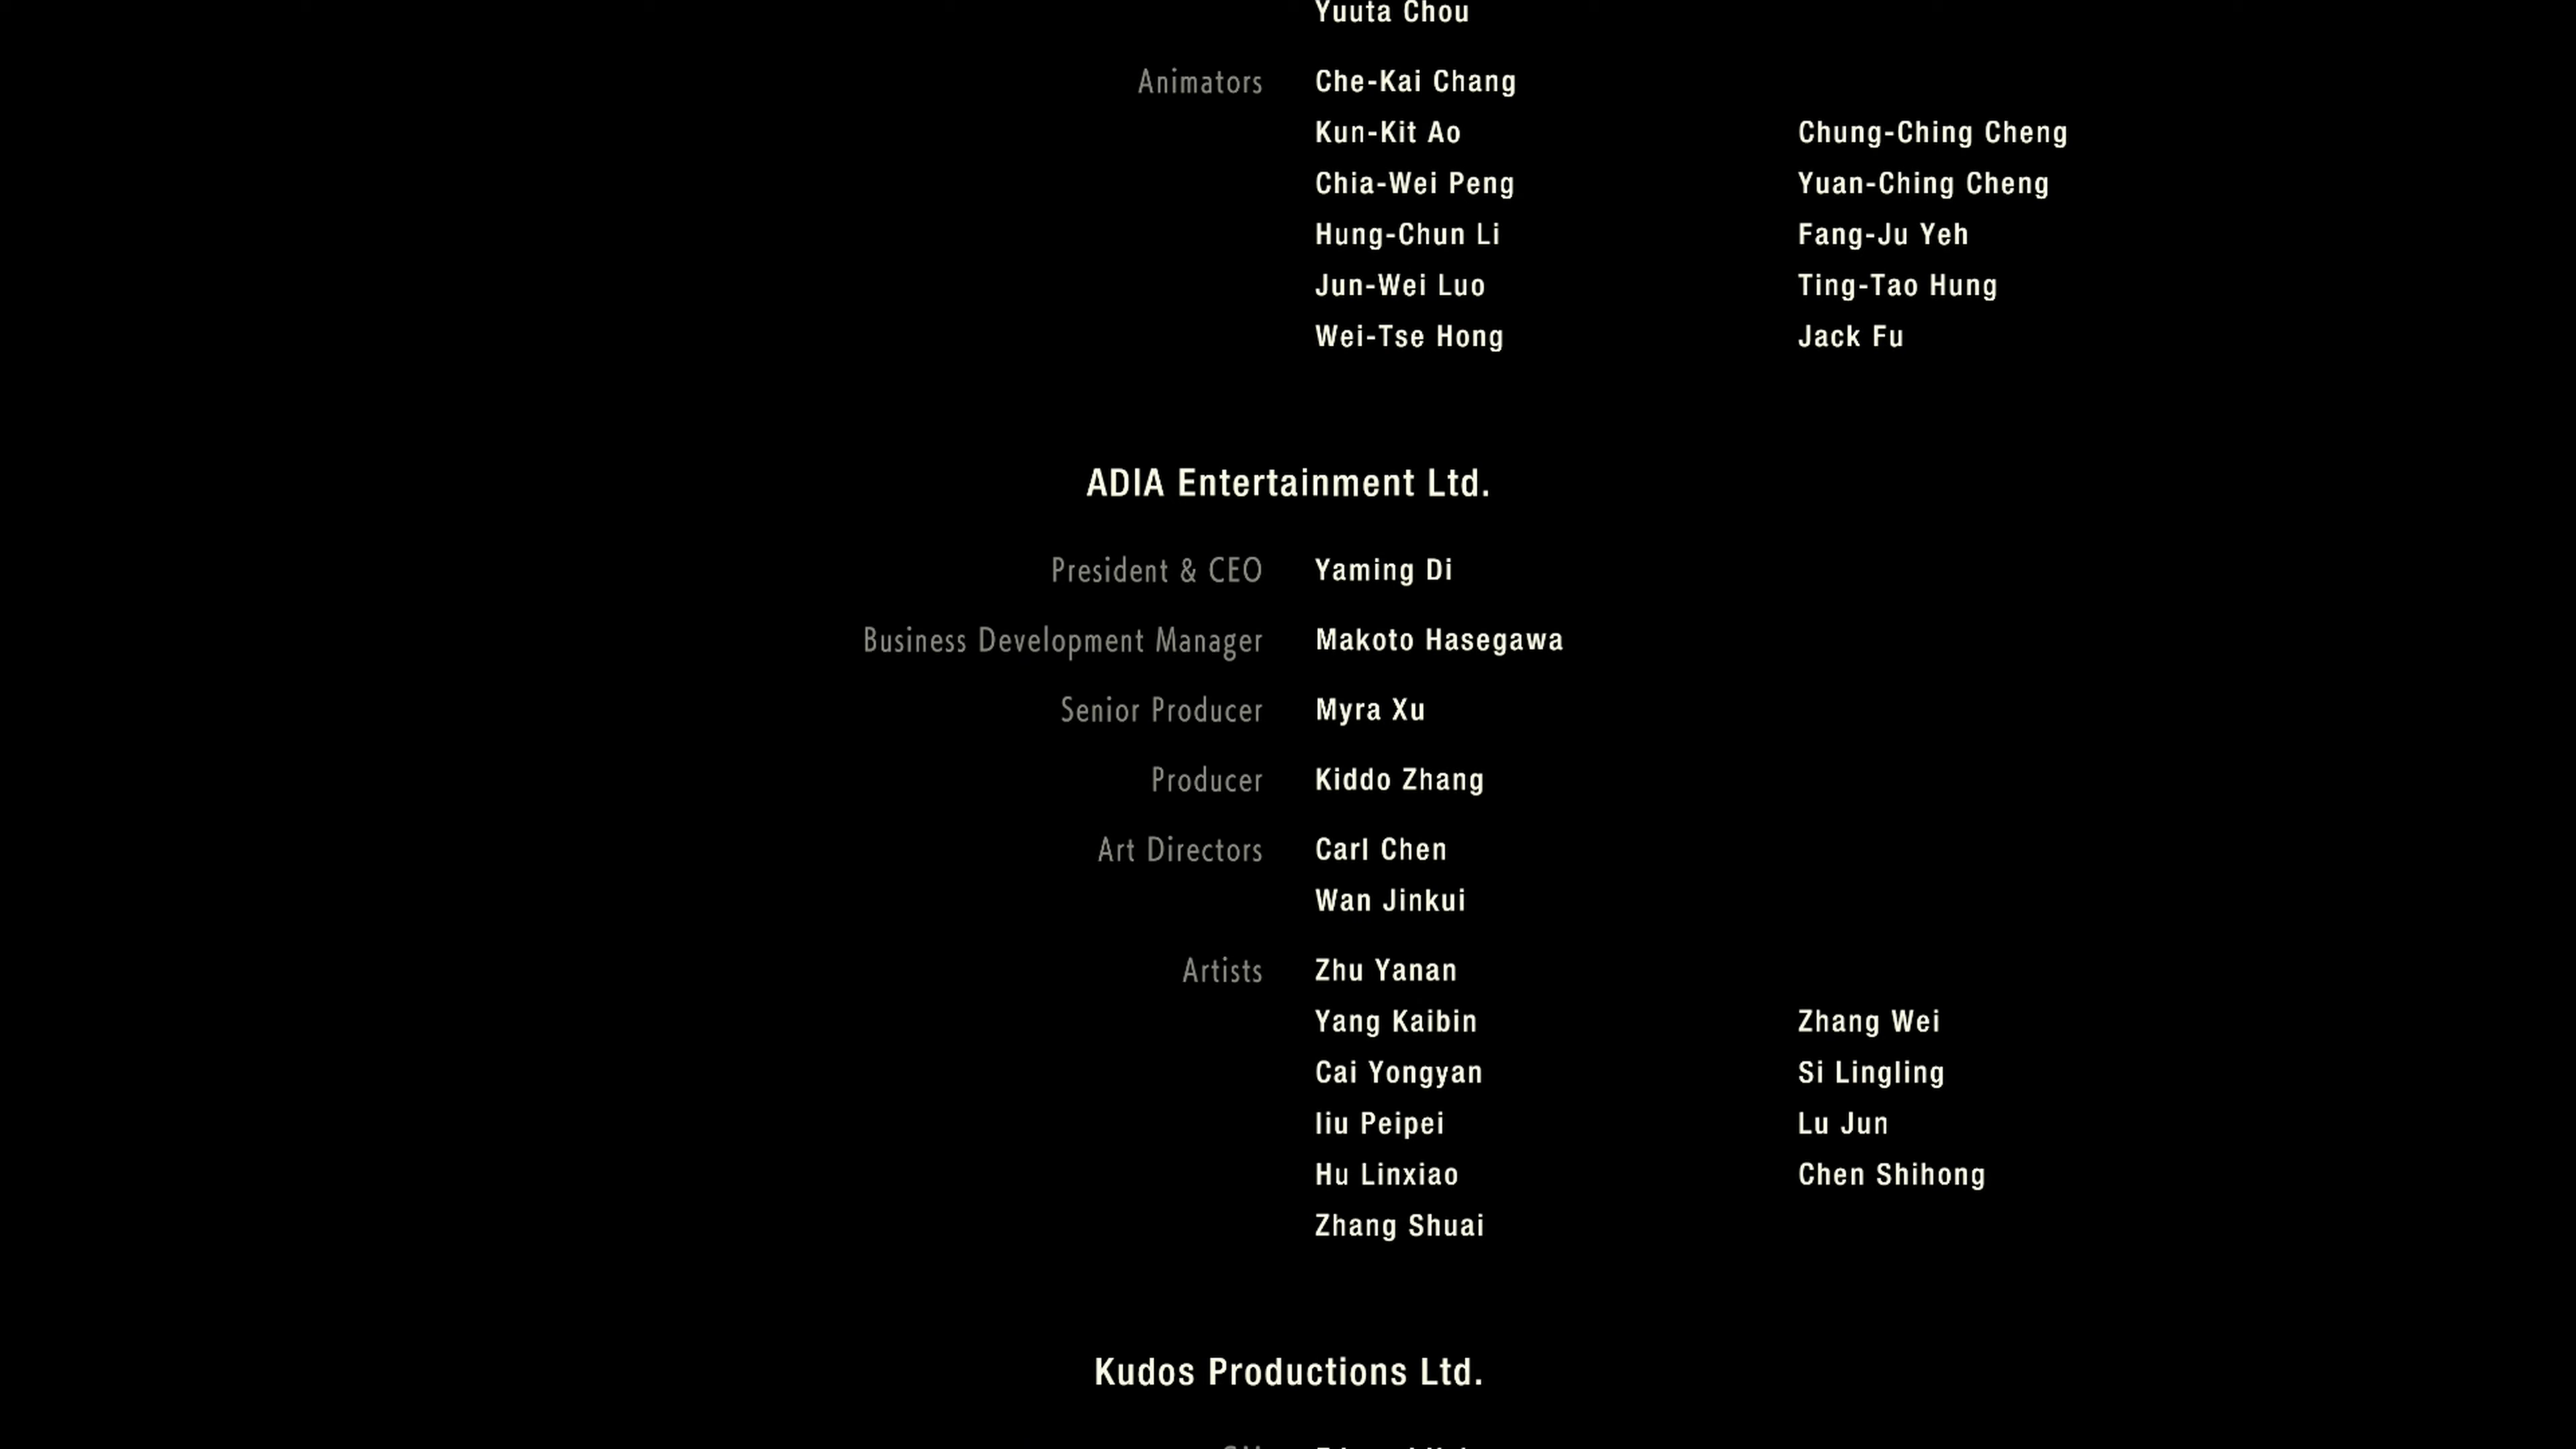 Yuuta Chou
Animators Che-Kai Chang
Kun-Kit Ao Chung-Ching Cheng
Chia-Wei Peng Yuan-Ching Cheng
Hung-Chun Li Fang-Ju Yeh
Jun-Wei Luo Ting-Tao Hung
Wei-Tse Hong Jack Fu
ADIA Entertainment Ltd.
President & CEO Yaming Di
Business Development Manager Makoto Hasegawa
Senior Producer Myra Xu
Producer Kiddo Zhang
Art Directors Carl Chen
Wan Jinkui
Artists Zhu Yanan
Yang Kaibin Zhang Wei
Cai Yongyan Si Lingling
liu Peipei Lu Jun
Hu Linxiao Chen Shihong
Zhang Shuai
Kudos Productions Ltd.